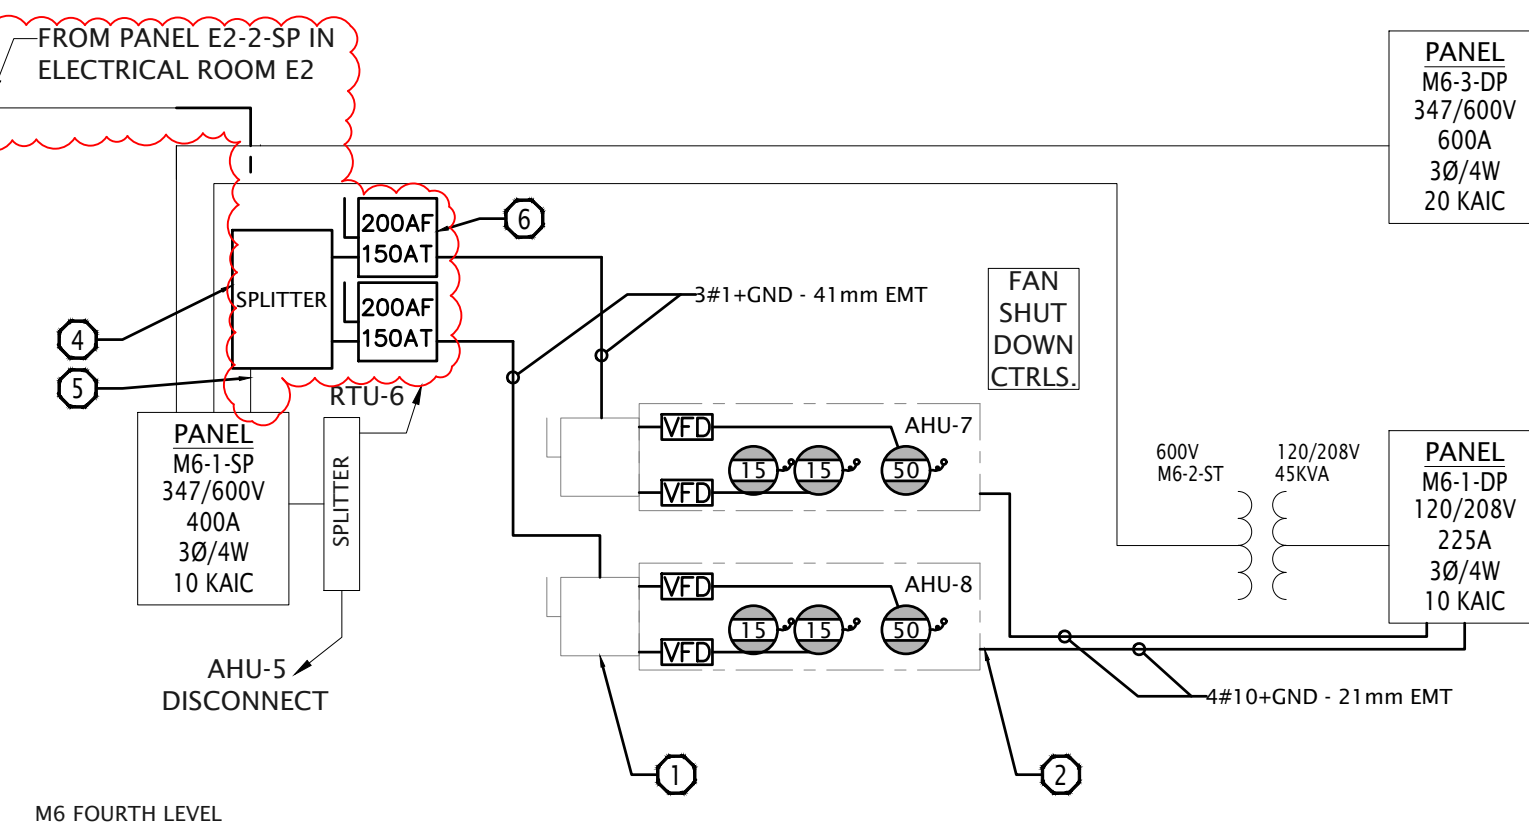 FROM PANEL E2-2-SP IN
ELECTRICAL ROOM E2
PANEL
M6-3-DP
347/600V
600A
3Ø/4W
20 KAIC
200AF
150AT
6
SPLITTER
200AF
150AT
4
5
3#1+GND - 41mm EMT
FAN
SHUT
DOWN
CTRLS.
RTU-6
PANEL
M6-1-SP
347/600V
400A
3Ø/4W
10 KAIC
SPLITTER
AHU-5
DISCONNECT
VFD
AHU-7
15
15
50
VFD
VFD
AHU-8
15
15
50
VFD
600V
M6-2-ST
120/208V
45KVA
PANEL
M6-1-DP
120/208V
225A
3Ø/4W
10 KAIC
4#10+GND - 21mm EMT
1
2
M6 FOURTH LEVEL